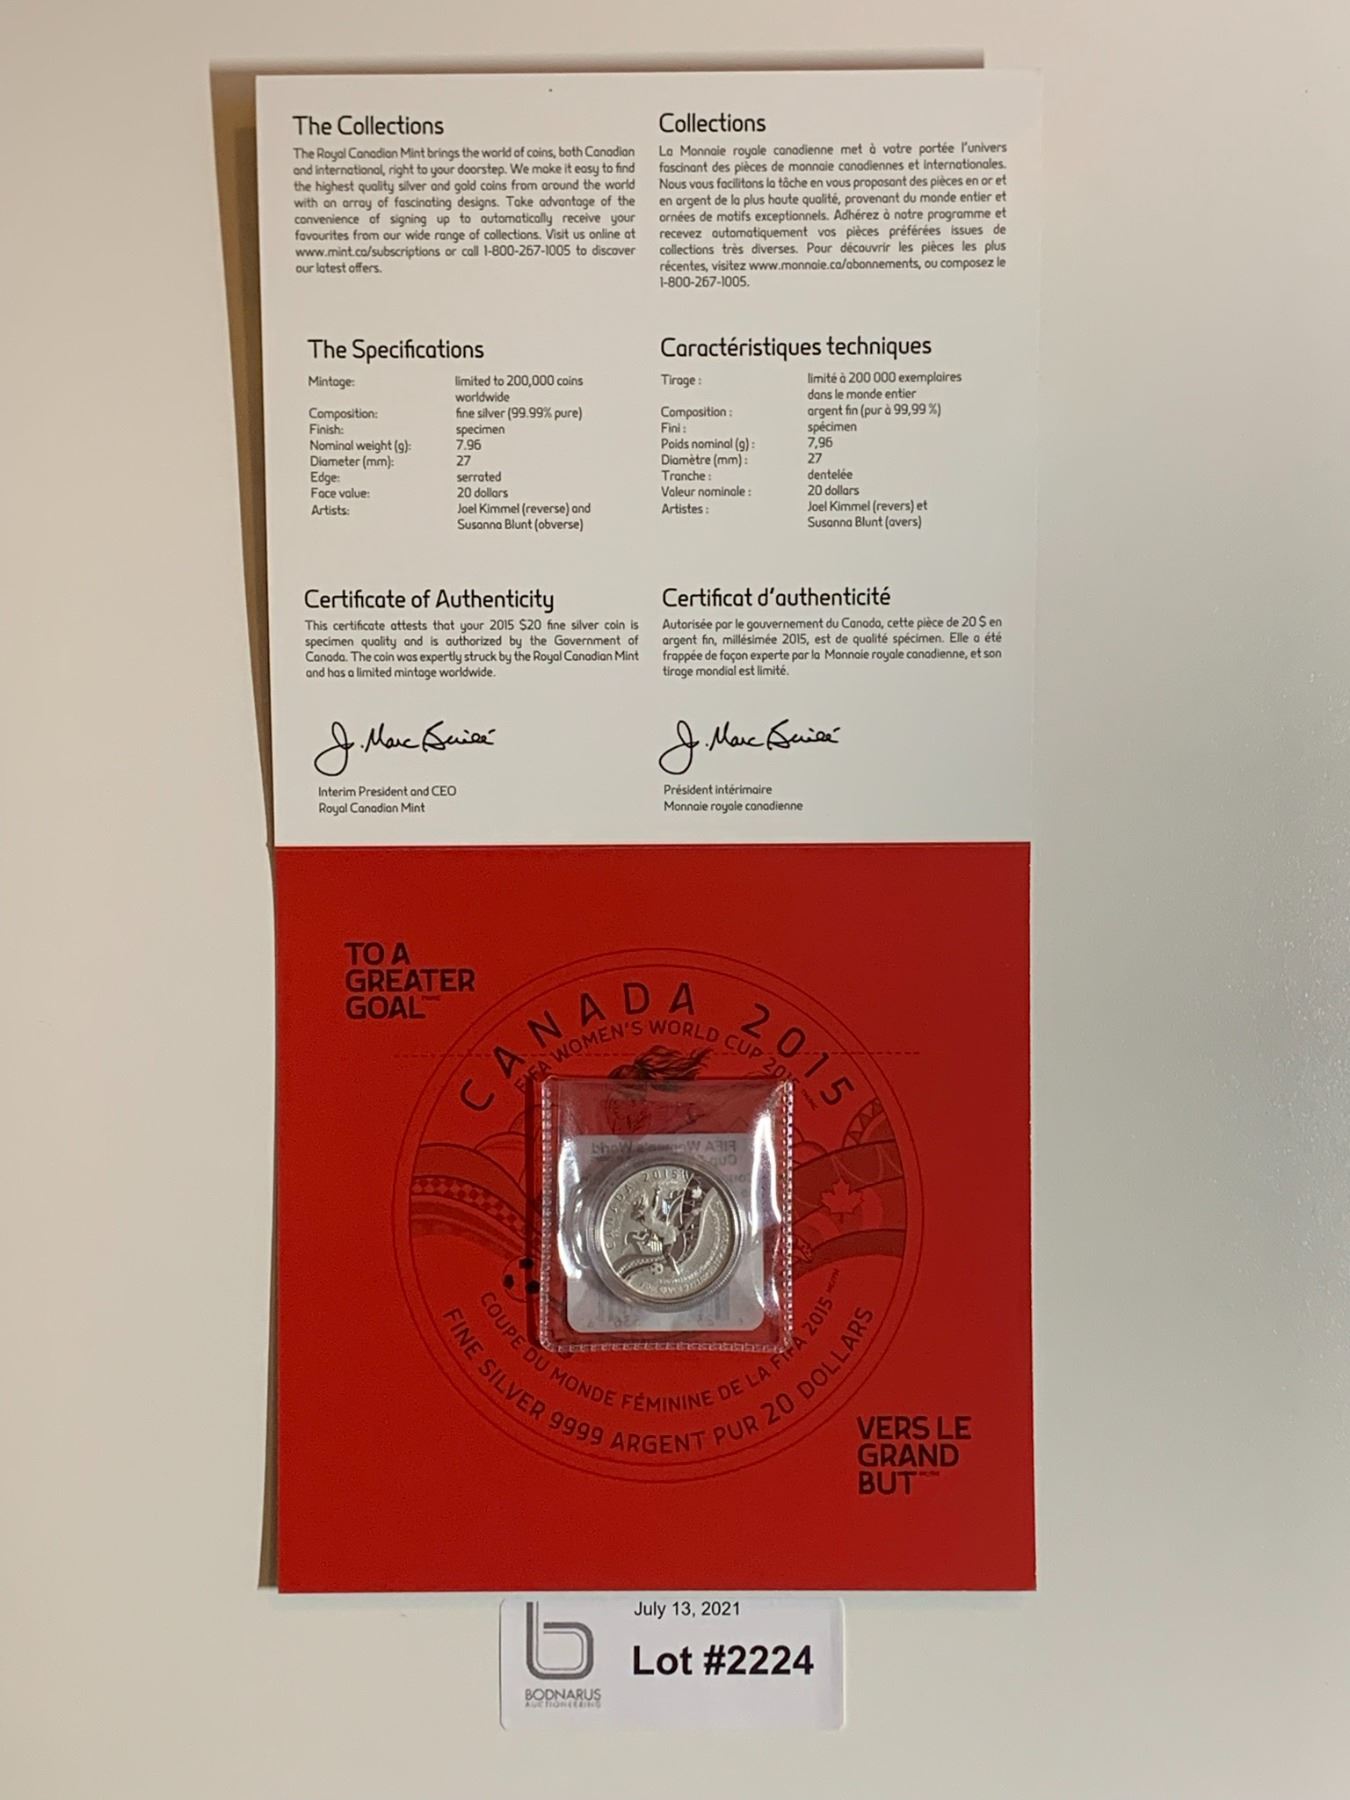 The Collections
The Royal Canadian Mint brings the world of coins, both Canadian
and international, right to your doorstep. We make it easy to find
the highest quality silver and gold coins from around the world
with an array of fascinating designs. Take advantage of the
convenience of signing up to automatically receive your
favourites from our wide range of collections. Visit us online at
www.mint.ca/subscriptions or call 1-800-267-1005 to discover
our latest offers.
Collections
La Monnaie royale canadienne met à votre portée l'univers
fascinant des pièces de monnaie canadiennes et internationales.
Nous vous facilitons la tâche en vous proposant des pièces en or et
en argent de la plus haute qualité, provenant du monde entier et
ornées de motifs exceptionnels. Adhérez à notre programme et
recevez automatiquement vos pièces préférées issues de
collections très diverses. Pour découvrir les pièces les plus
récentes, visitez www.monnaie.ca/abonnements, ou composez le
1-800-267-1005.
The Specifications
Mintage: limited to 200,000 coins
worldwide
Composition: fine silver (99.99% pure)
Finish: specimen
Nominal weight (g): 7.96
Diameter (mm): 27
Edge: serrated
Face value: 20 dollars
Artists: Joel Kimmel (reverse) and
Susanna Blunt (obverse)
Caractéristiques techniques
Tirage : limité à 200 000 exemplaires
dans le monde entier
Composition : argent fin (pur à 99,99 %)
Fini : spécimen
Poids nominal (g) : 7,96
Diamètre (mm) : 27
Tranche : dentelée
Valeur nominale : 20 dollars
Artistes : Joel Kimmel (revers) et
Susanna Blunt (avers)
Certificate of Authenticity
This certificate attests that your 2015 $20 fine silver coin is
specimen quality and is authorized by the Government of
Canada. The coin was expertly struck by the Royal Canadian Mint
and has a limited mintage worldwide.
Interim President and CEO
Royal Canadian Mint
Certificat d'authenticité
Autorisée par le gouvernement du Canada, cette pièce de 20 $ en
argent fin, millésimée 2015, est de qualité spécimen. Elle a été
frappée de façon experte par la Monnaie royale canadienne, et son
tirage mondial est limité.
Président intérimaire
Monnaie royale canadienne
TO A
GREATER
GOAL
CANADA 2015
FIFA WOMEN'S WORLD CUP 2015
FIFA Women's World
Cup
CANADA 2015
COUPE DU MONDE FÉMININE DE LA FIFA 2015
FINE SILVER 9999 ARGENT PUR 20 DOLLARS
VERS LE
GRAND
BUT
July 13, 2021
Lot #2224
BODNARUS
AUCTIONEERING